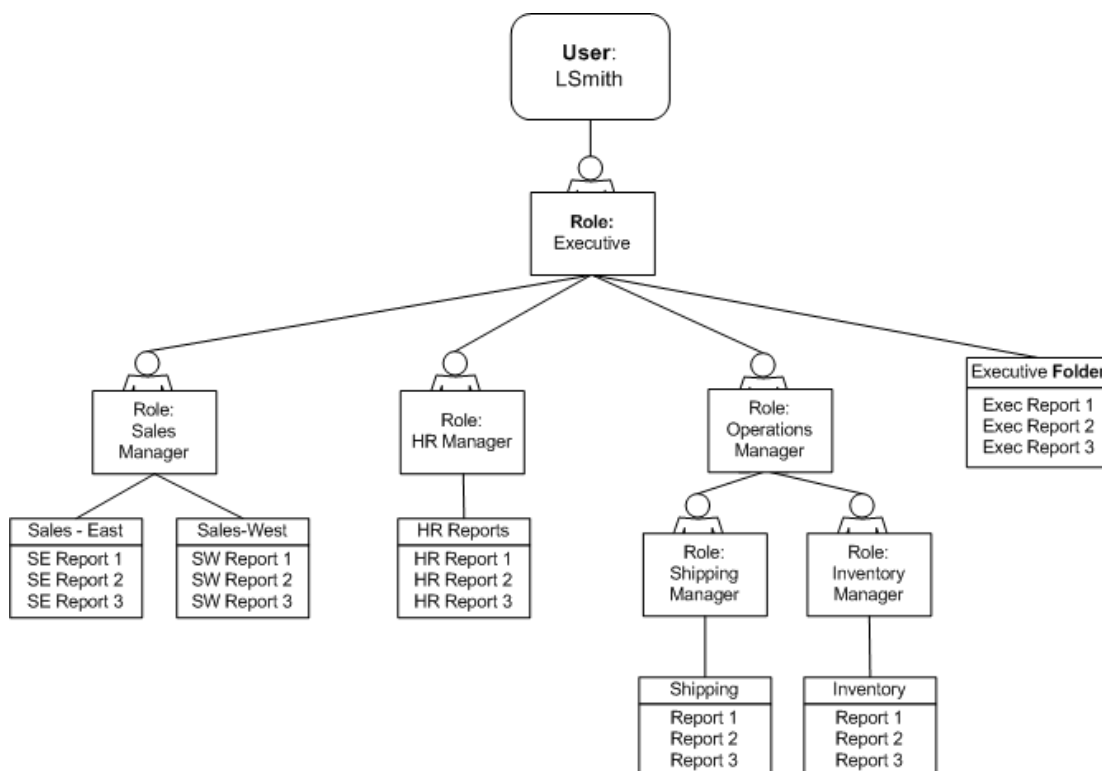 User:
LSmith
Role:
Executive
Role:
Sales
Manager
Role:
HR Manager
Role:
Operations
Manager
Executive Folder
Exec Report 1
Exec Report 2
Exec Report 3
Sales - East
SE Report 1
SE Report 2
SE Report 3
Sales-West
SW Report 1
SW Report 2
SW Report 3
HR Reports
HR Report 1
HR Report 2
HR Report 3
Role:
Shipping
Manager
Role:
Inventory
Manager
Shipping
Report 1
Report 2
Report 3
Inventory
Report 1
Report 2
Report 3